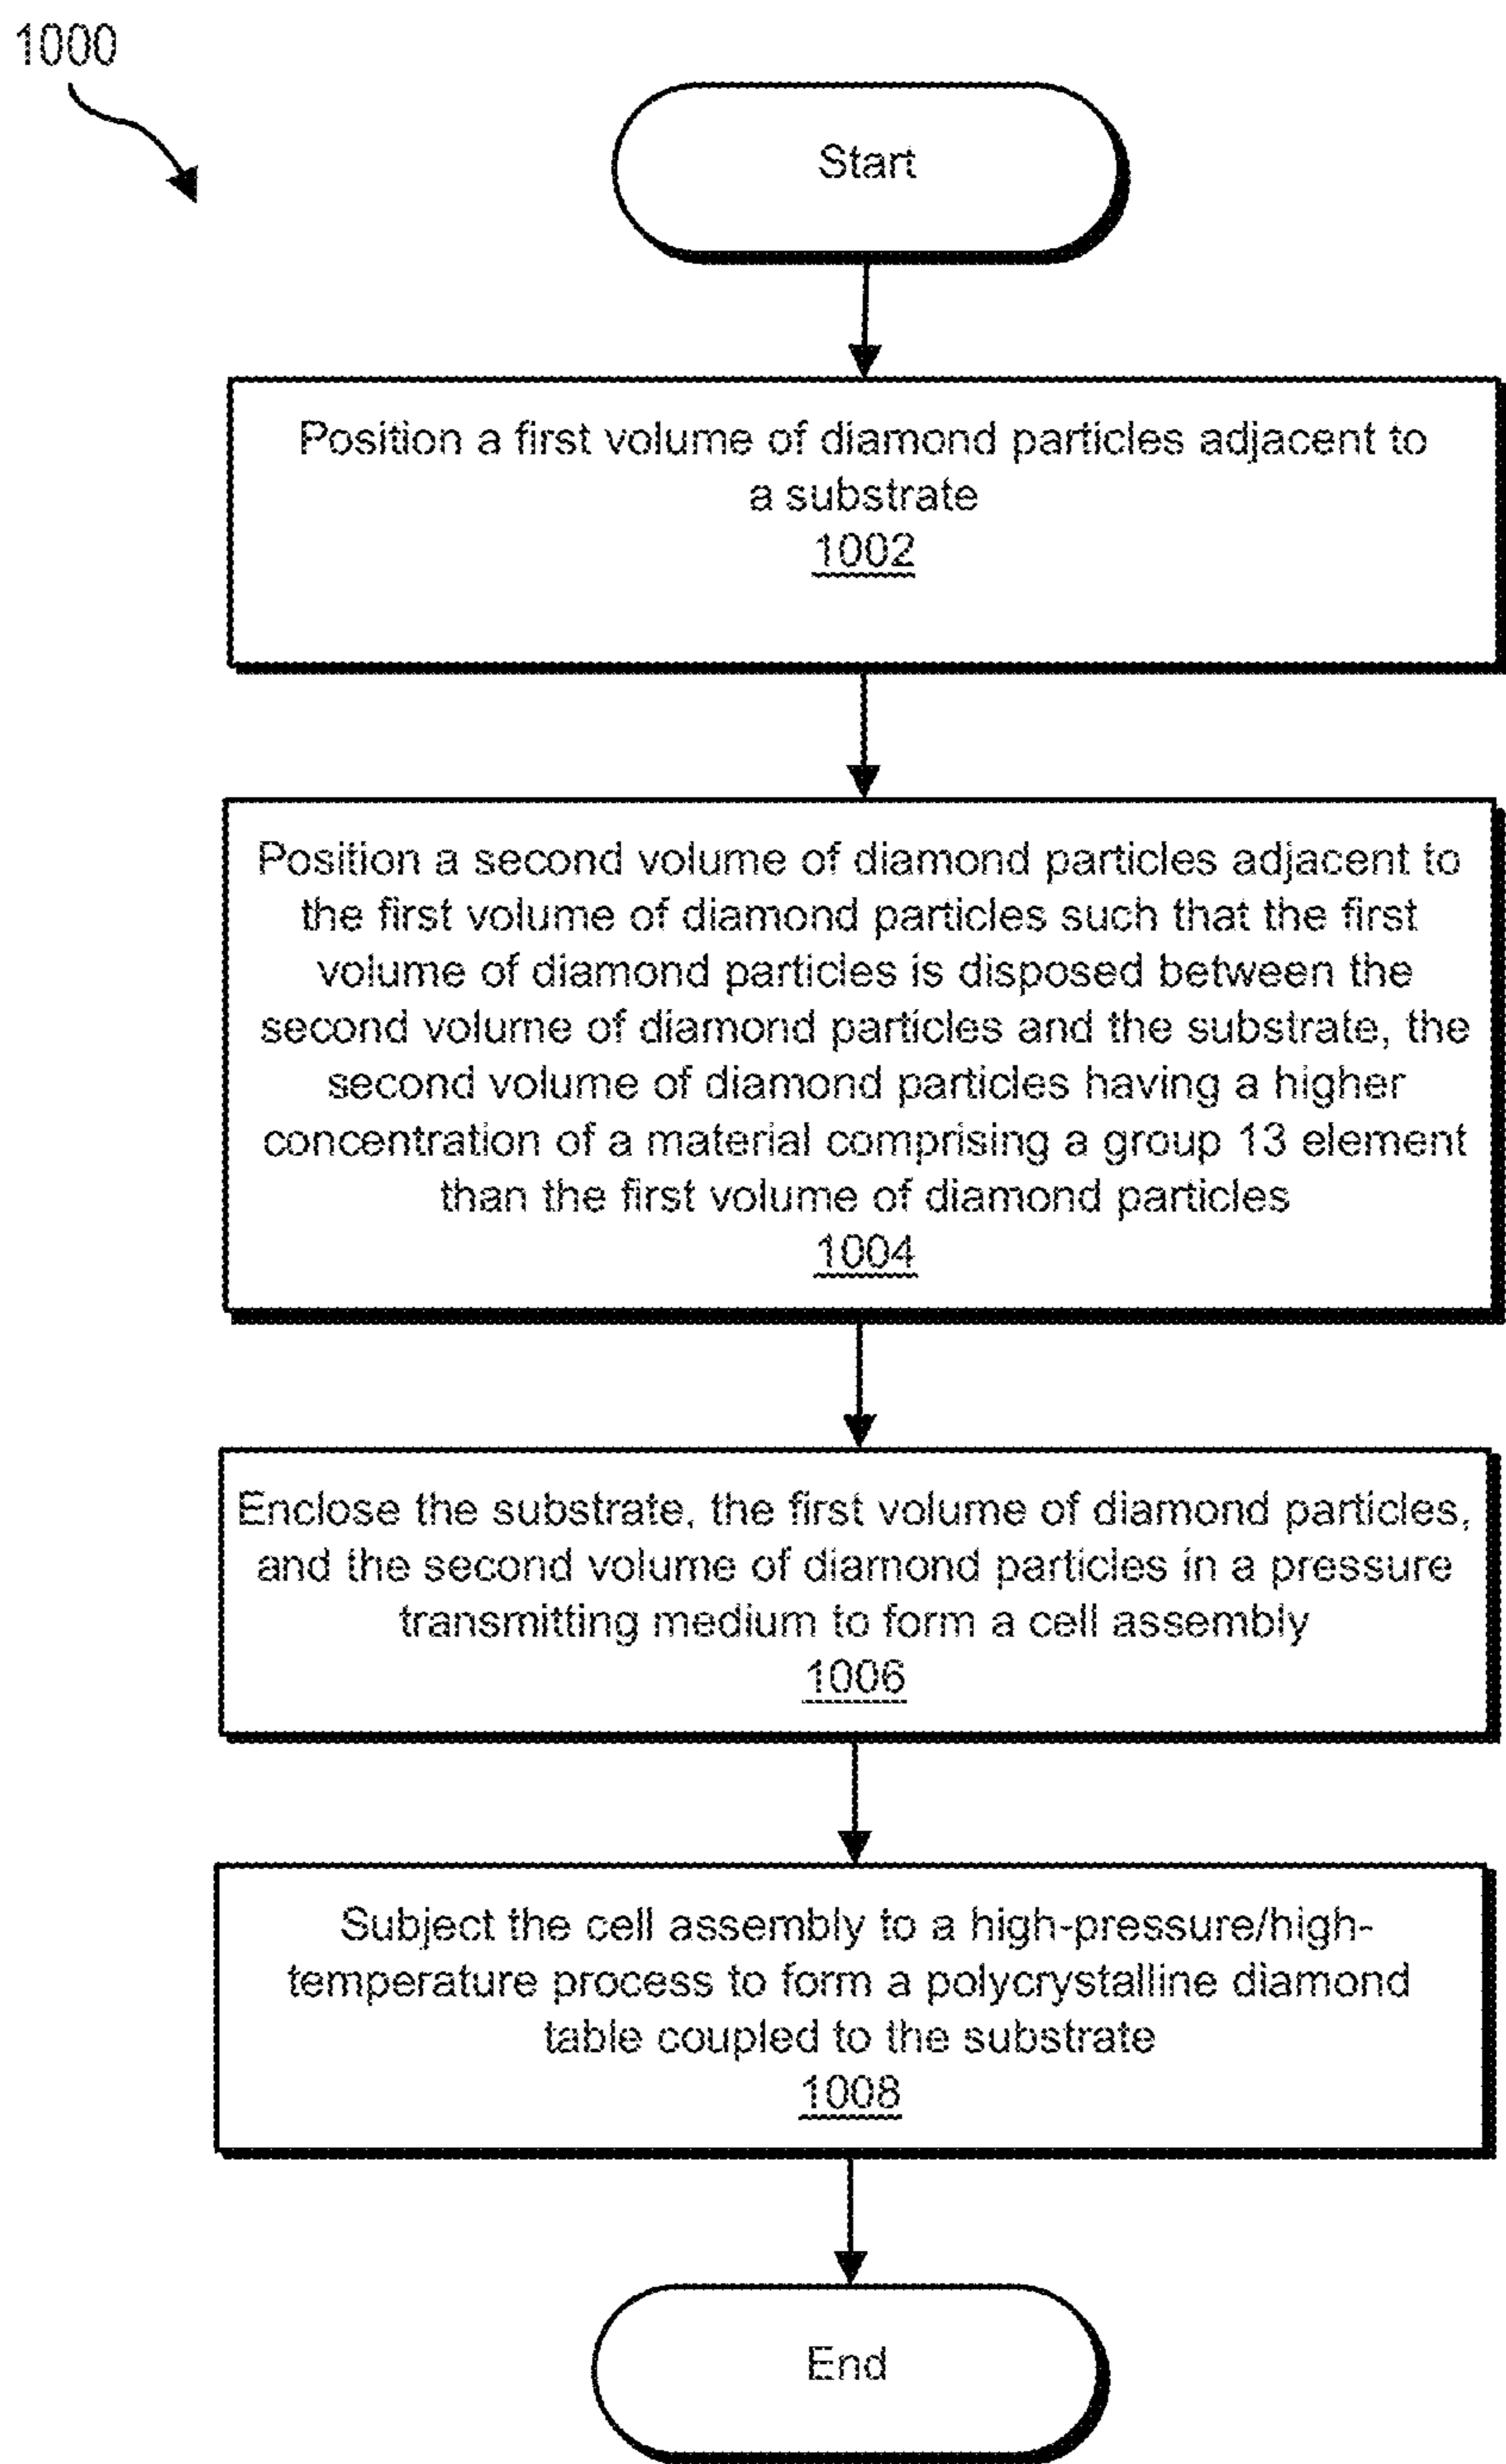 1000
Start
Position a first volume of diamond particles adjacent to
a substrate
1002
Position a second volume of diamond particles adjacent to
the first volume of diamond particles such that the first
volume of diamond particles is disposed between the
second volume of diamond particles and the substrate, the
second volume of diamond particles having a higher
concentration of a material comprising a group 13 element
than the first volume of diamond particles
1004
Enclose the substrate, the first volume of diamond particles,
and the second volume of diamond particles in a pressure
transmitting medium to form a cell assembly
1006
Subject the cell assembly to a high-pressure/high-
temperature process to form a polycrystalline diamond
table coupled to the substrate
1008
End